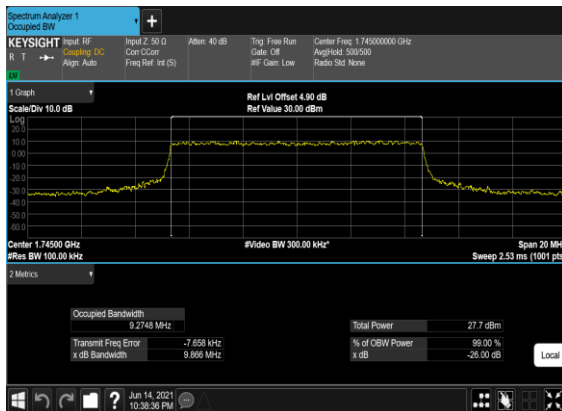 Spectrum Analyzer 1
Occupied BW
KEYSIGHT
R T
Input: RF
Coupling: DC
Align: Auto
Input Z: 50 Ω
Corr CCorr
Freq Ref: Int (S)
Atten: 40 dB
Trig: Free Run
Gate: Off
#IF Gain: Low
Center Freq: 1.745000000 GHz
Avg|Hold: 500/500
Radio Std: None
1 Graph
Scale/Div 10.0 dB
Ref Lvl Offset 4.90 dB
Ref Value 30.00 dBm
Log
20.0
10.0
0.00
-10.0
-20.0
-30.0
-40.0
-50.0
-60.0
Center 1.74500 GHz
#Res BW 100.00 kHz
#Video BW 300.00 kHz*
Span 20 MH
Sweep 2.53 ms (1001 pts
2 Metrics
Occupied Bandwidth
9.2748 MHz
Transmit Freq Error -7.658 kHz
x dB Bandwidth 9.866 MHz
Total Power 27.7 dBm
% of OBW Power 99.00 %
x dB -26.00 dB
Local
?
Jun 14, 2021
10:38:36 PM